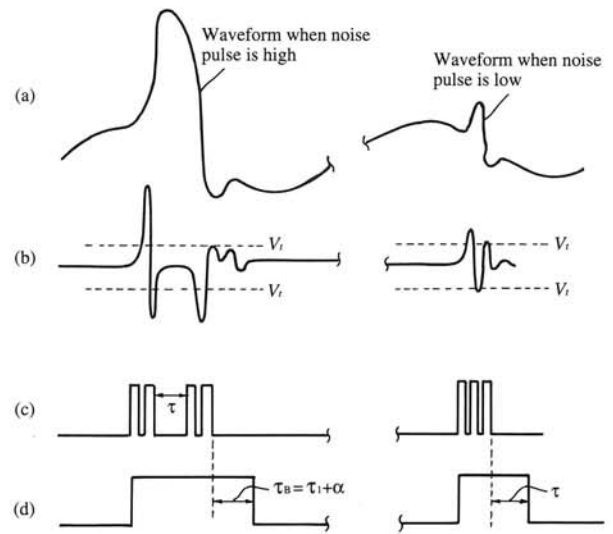 Waveform when noise
pulse is high
Waveform when noise
pulse is low
(a)
(b)
Vt
Vt
Vt
Vt
(c)
τ
(d)
τB=τ1+α
τ